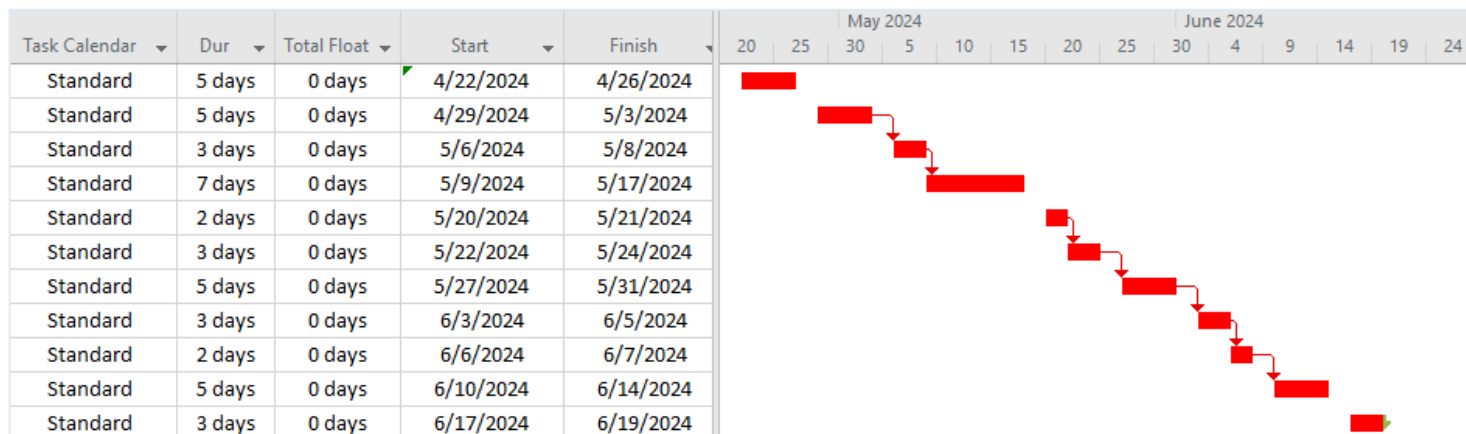 May 2024 June 2024
Task Calendar Dur Total Float Start Finish 20 25 30 5 10 15 20 25 30 4 9 14 19 24
Standard 5 days 0 days 4/22/2024 4/26/2024
Standard 5 days 0 days 4/29/2024 5/3/2024
Standard 3 days 0 days 5/6/2024 5/8/2024
Standard 7 days 0 days 5/9/2024 5/17/2024
Standard 2 days 0 days 5/20/2024 5/21/2024
Standard 3 days 0 days 5/22/2024 5/24/2024
Standard 5 days 0 days 5/27/2024 5/31/2024
Standard 3 days 0 days 6/3/2024 6/5/2024
Standard 2 days 0 days 6/6/2024 6/7/2024
Standard 5 days 0 days 6/10/2024 6/14/2024
Standard 3 days 0 days 6/17/2024 6/19/2024